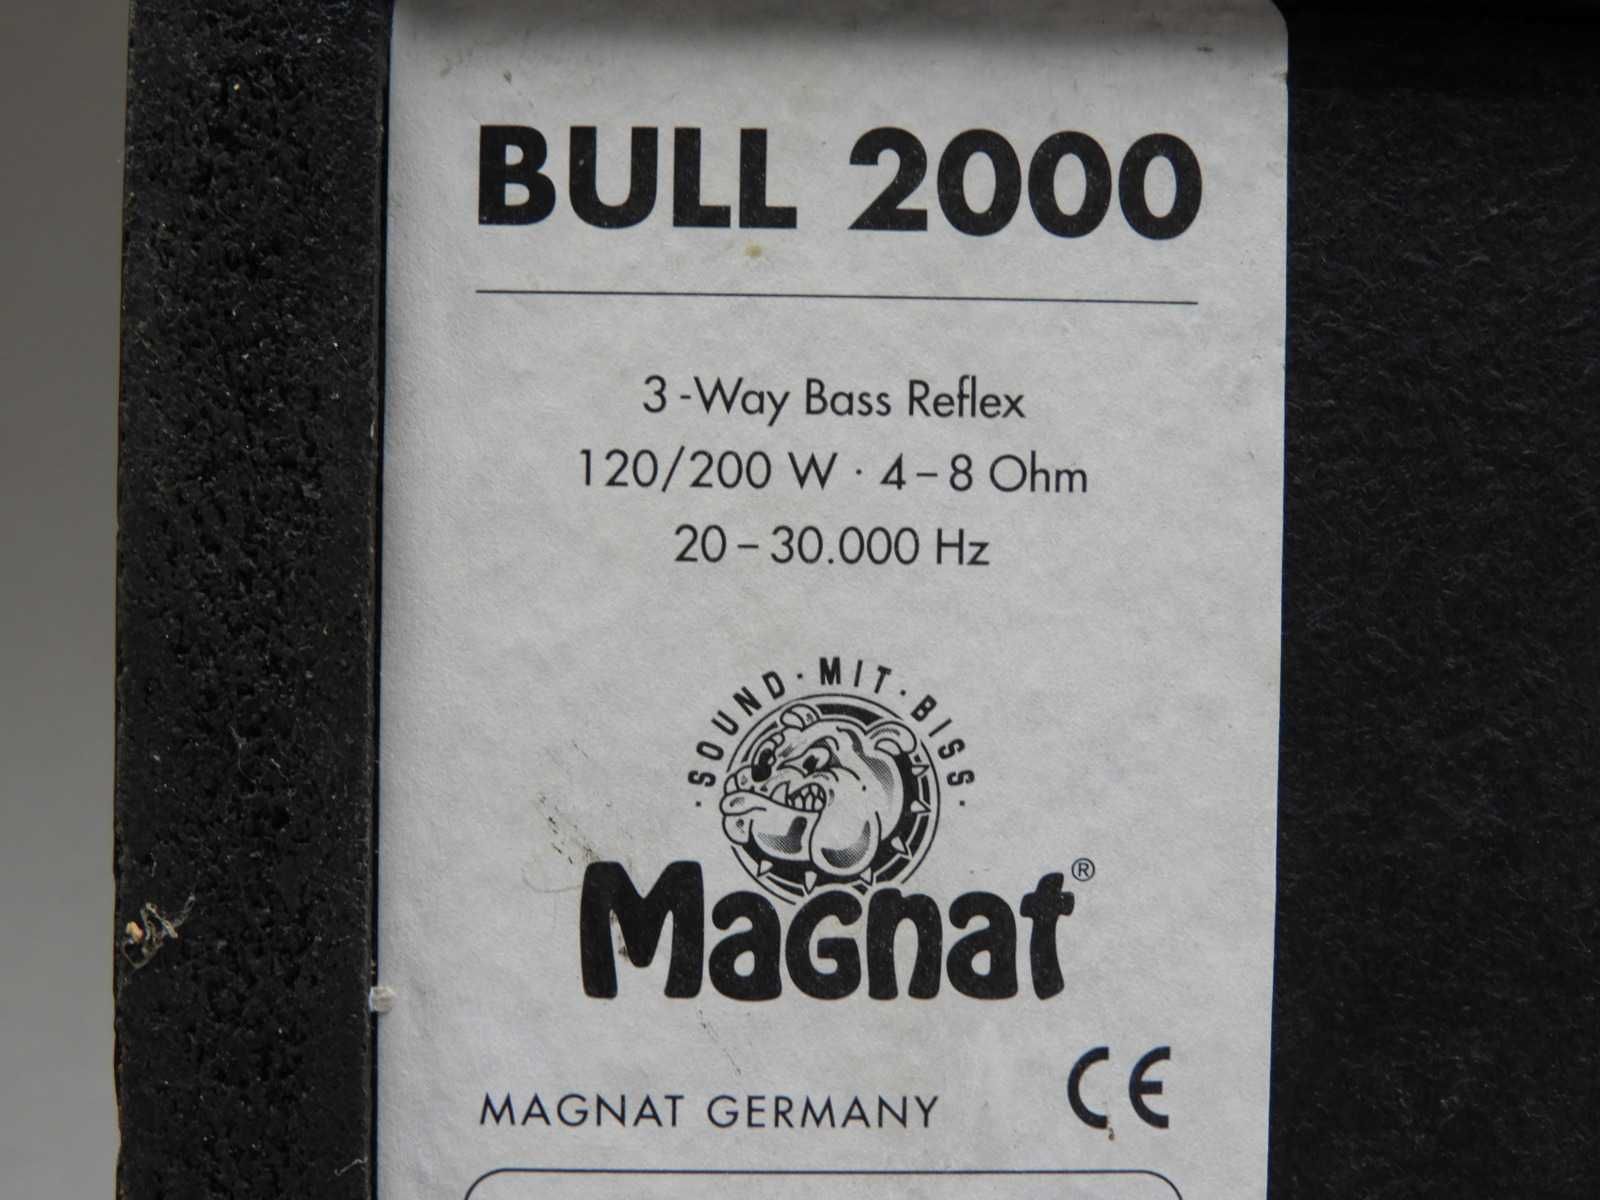 BULL 2000
3-Way Bass Reflex
120/200 W · 4–8 Ohm
20–30.000 Hz
· SOUND · MIT · BISS ·
Magnat®
CE
MAGNAT GERMANY